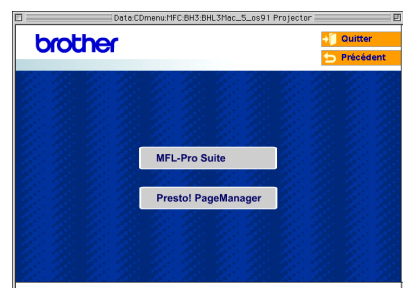 Data:CDmenu:MFC:BH3:BHL3Mac_5_os91 Projector
brother
Quitter
Précédent
MFL-Pro Suite
Presto! PageManager